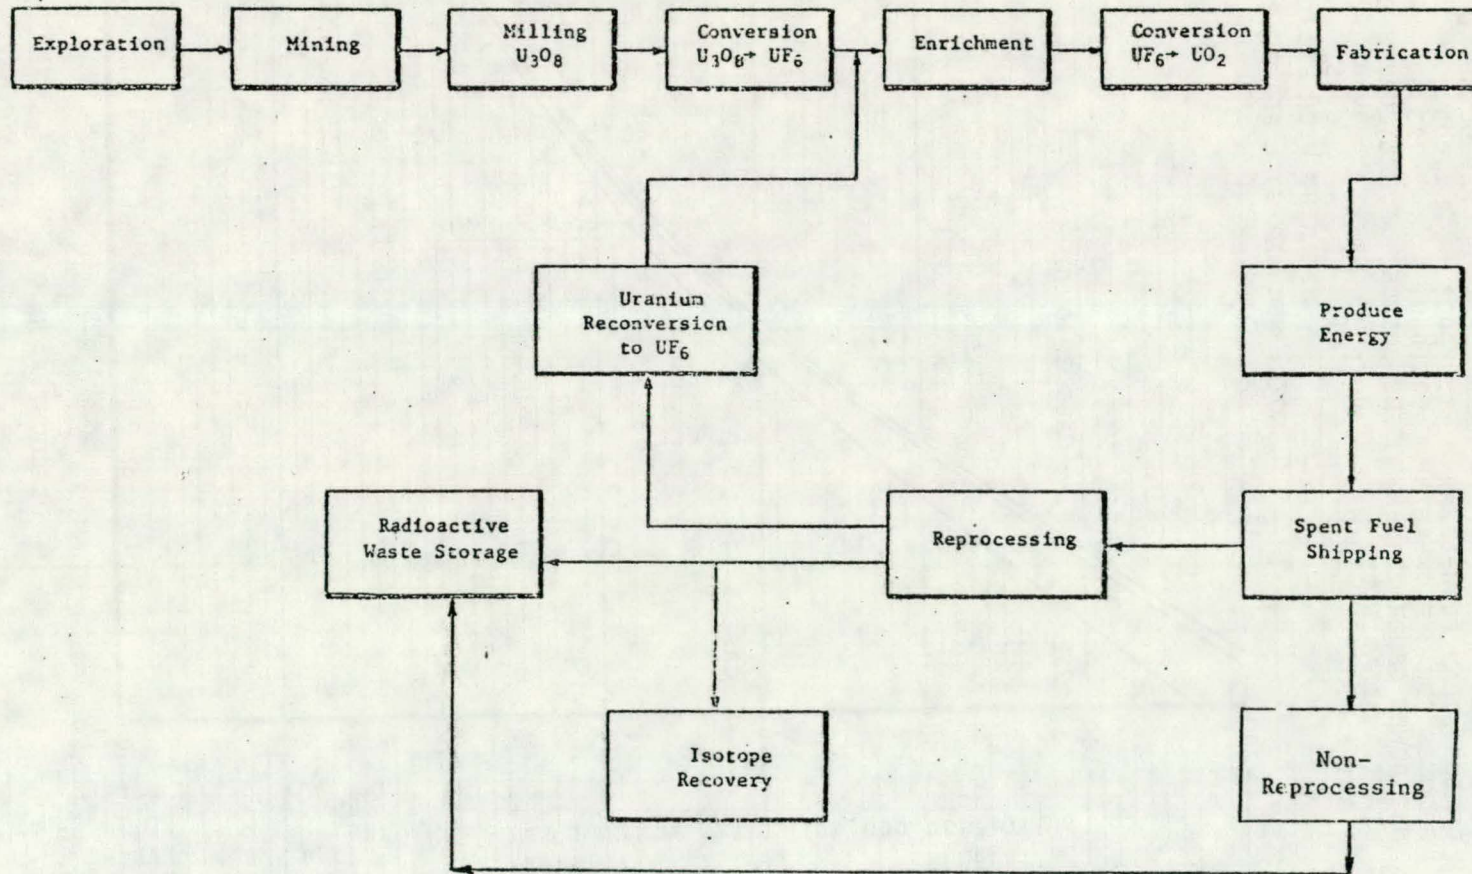 Exploration
Mining
Milling
U₃O₈
Conversion
U₃O₈→ UF₆
Enrichment
Conversion
UF₆→ UO₂
Fabrication
Uranium
Reconversion
to UF₆
Produce
Energy
Radioactive
Waste Storage
Reprocessing
Spent Fuel
Shipping
Isotope
Recovery
Non-
Reprocessing